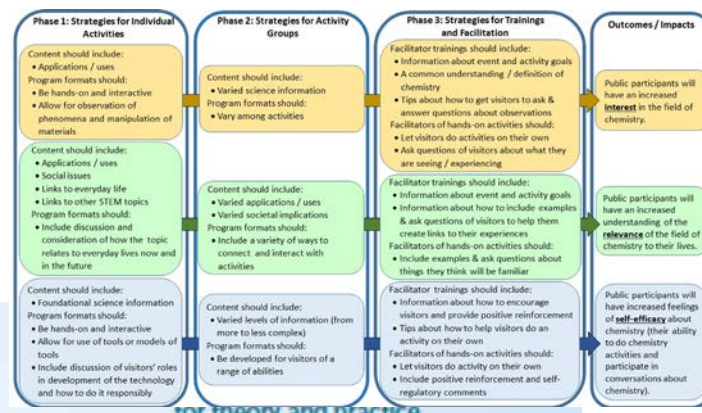 Phase 1: Strategies for Individual
Activities
Content should include:
• Applications / uses
Program formats should:
• Be hands-on and interactive
• Allow for observation of
phenomena and manipulation of
materials
Content should include:
• Applications / uses
• Social issues
• Links to everyday life
• Links to other STEM topics
Program formats should:
• Include discussion and
consideration of how the topic
relates to everyday lives now and
in the future
Content should include:
• Foundational science information
Program formats should:
• Be hands-on and interactive
• Allow for use of tools or models of
tools
• Include discussion of visitors' roles
in development of the technology
and how to do it responsibly
Phase 2: Strategies for Activity
Groups
Content should include:
• Varied science information
Program formats should:
• Vary among activities
Content should include:
• Varied applications / uses
• Varied societal implications
Program formats should:
• Include a variety of ways to
connect and interact with
activities
Content should include:
• Varied levels of information (from
more to less complex)
Program formats should:
• Be developed for visitors of a
range of abilities
Phase 3: Strategies for Trainings
and Facilitation
Facilitator trainings should include:
• Information about event and activity goals
• A common understanding / definition of
chemistry
• Tips about how to get visitors to ask &
answer questions about observations
Facilitators of hands-on activities should:
• Let visitors do activities on their own
• Ask questions of visitors about what they
are seeing / experiencing
Facilitator trainings should include:
• Information about event and activity goals
• Information about how to include examples
& ask questions of visitors to help them
create links to their experiences
Facilitators of hands-on activities should:
• Include examples & ask questions about
things they think will be familiar
Facilitator trainings should include:
• Information about how to encourage
visitors and provide positive reinforcement
• Tips about how to help visitors do an
activity on their own
Facilitators of hands-on activities should:
• Let visitors do activity on their own
• Include positive reinforcement and self-
regulatory comments
Outcomes / Impacts
Public participants will
have an increased
interest in the field of
chemistry.
Public participants will
have an increased
understanding of the
relevance of the field of
chemistry to their lives.
Public participants will
have increased feelings
of self-efficacy about
chemistry (their ability
to do chemistry
activities and
participate in
conversations about
chemistry).
for theory and practice